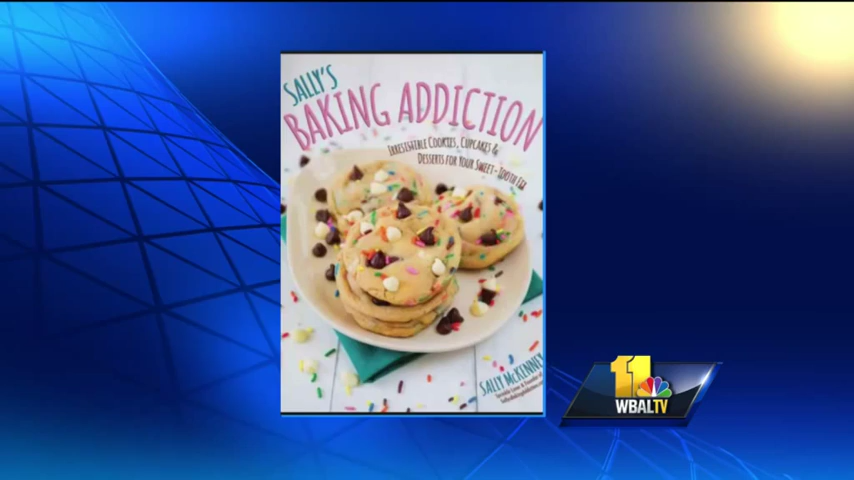 SALLY'S
BAKING ADDICTION
IRRESISTIBLE COOKIES, CUPCAKES &
DESSERTS FOR YOUR SWEET-TOOTH FIX
SALLY MCKENNEY
11
WBALTV